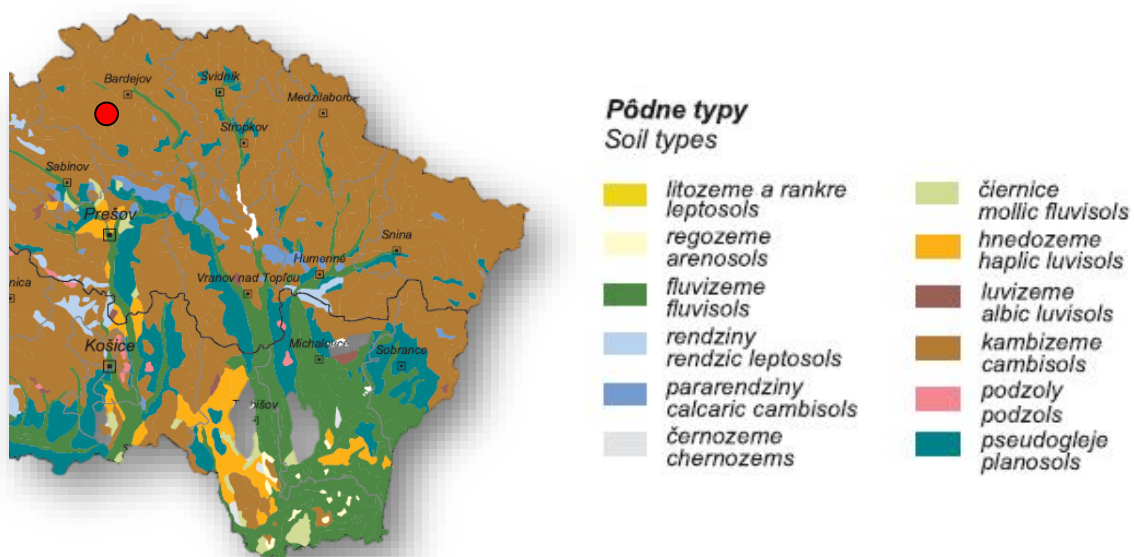 Bardejov
Svidník
Medzilaborce
Stropkov
Sabinov
Prešov
Snina
Humenné
Vranov nad Topľou
nica
Košice
Michalovce
Sobrance
išov
Pôdne typy
Soil types
litozeme a rankre
leptosols
regozeme
arenosols
fluvizeme
fluvisols
rendziny
rendzic leptosols
pararendziny
calcaric cambisols
černozeme
chernozems
čiernice
mollic fluvisols
hnedozeme
haplic luvisols
luvizeme
albic luvisols
kambizeme
cambisols
podzoly
podzols
pseudogleje
planosols